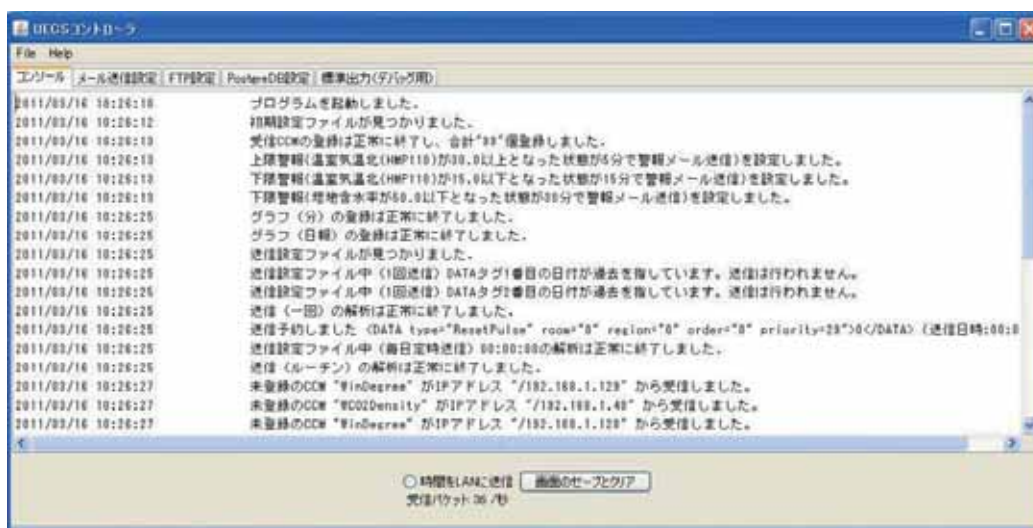 UECSコントローラ
File Help
コンソール メール送信設定 FTP設定 PostgreDB設定 標準出力(デバッグ用)
2011/03/16 10:26:10 プログラムを起動しました。
2011/03/16 10:26:12 初期設定ファイルが見つかりました。
2011/03/16 10:26:13 受信CCMの登録は正常に終了し、合計 個登録しました。
2011/03/16 10:26:13 上限警報(温室気温北(HMP110)が30.0以上となった状態が5分で警報メール送信)を設定しました。
2011/03/16 10:26:13 下限警報(温室気温北(HMP110)が15.0以下となった状態が15分で警報メール送信)を設定しました。
2011/03/16 10:26:13 下限警報(培地含水率が50.0以下となった状態が30分で警報メール送信)を設定しました。
2011/03/16 10:26:25 グラフ（分）の登録は正常に終了しました。
2011/03/16 10:26:25 グラフ（日報）の登録は正常に終了しました。
2011/03/16 10:26:25 送信設定ファイルが見つかりました。
2011/03/16 10:26:25 送信設定ファイル中（1回送信）DATAタグ1番目の日付が過去を指しています。送信は行われません。
2011/03/16 10:26:25 送信設定ファイル中（1回送信）DATAタグ2番目の日付が過去を指しています。送信は行われません。
2011/03/16 10:26:25 送信（一回）の解析は正常に終了しました。
2011/03/16 10:26:25 送信予約しました <DATA type="ResetPulse" room="0" region="0" order="0" priority=29">0</DATA>（送信日時:00:0
2011/03/16 10:26:25 送信設定ファイル中（毎日定時送信）00:00:00の解析は正常に終了しました。
2011/03/16 10:26:25 送信（ルーチン）の解析は正常に終了しました。
2011/03/16 10:26:27 未登録のCCM "WinDegree" がIPアドレス "/192.168.1.129" から受信しました。
2011/03/16 10:26:27 未登録のCCM "WCO2Density" がIPアドレス "/192.168.1.40" から受信しました。
2011/03/16 10:26:27 未登録のCCM "WinDegree" がIPアドレス "/192.168.1.129" から受信しました。
時間をLANに送信 画面のセーブとクリア
受信パケット:36 /秒